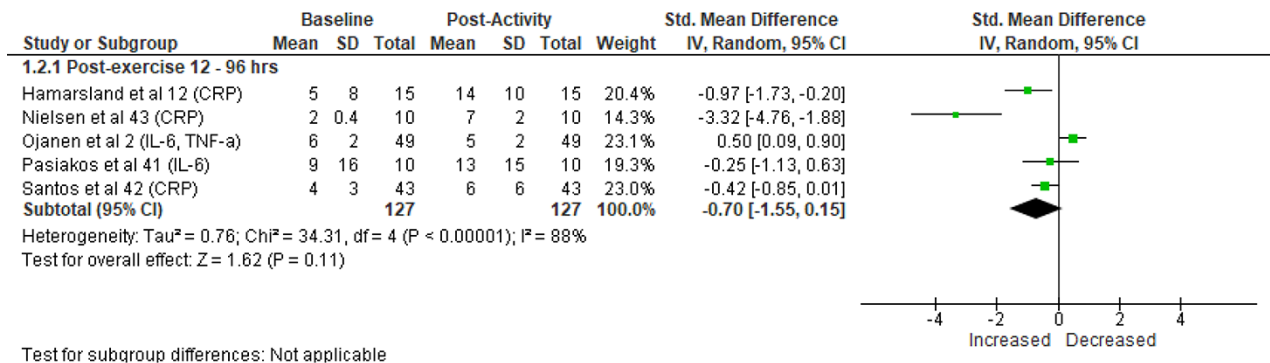 Baseline Post-Activity Std. Mean Difference Std. Mean Difference
Study or Subgroup Mean SD Total Mean SD Total Weight IV, Random, 95% CI IV, Random, 95% CI
1.2.1 Post-exercise 12 - 96 hrs
Hamarsland et al 12 (CRP) 5 8 15 14 10 15 20.4% -0.97 [-1.73, -0.20]
Nielsen et al 43 (CRP) 2 0.4 10 7 2 10 14.3% -3.32 [-4.76, -1.88]
Ojanen et al 2 (IL-6, TNF-a) 6 2 49 5 2 49 23.1% 0.50 [0.09, 0.90]
Pasiakos et al 41 (IL-6) 9 16 10 13 15 10 19.3% -0.25 [-1.13, 0.63]
Santos et al 42 (CRP) 4 3 43 6 6 43 23.0% -0.42 [-0.85, 0.01]
Subtotal (95% CI) 127 127 100.0% -0.70 [-1.55, 0.15]
Heterogeneity: Tau² = 0.76; Chi² = 34.31, df = 4 (P < 0.00001); I² = 88%
Test for overall effect: Z = 1.62 (P = 0.11)
-4 -2 0 2 4
Increased Decreased
Test for subgroup differences: Not applicable